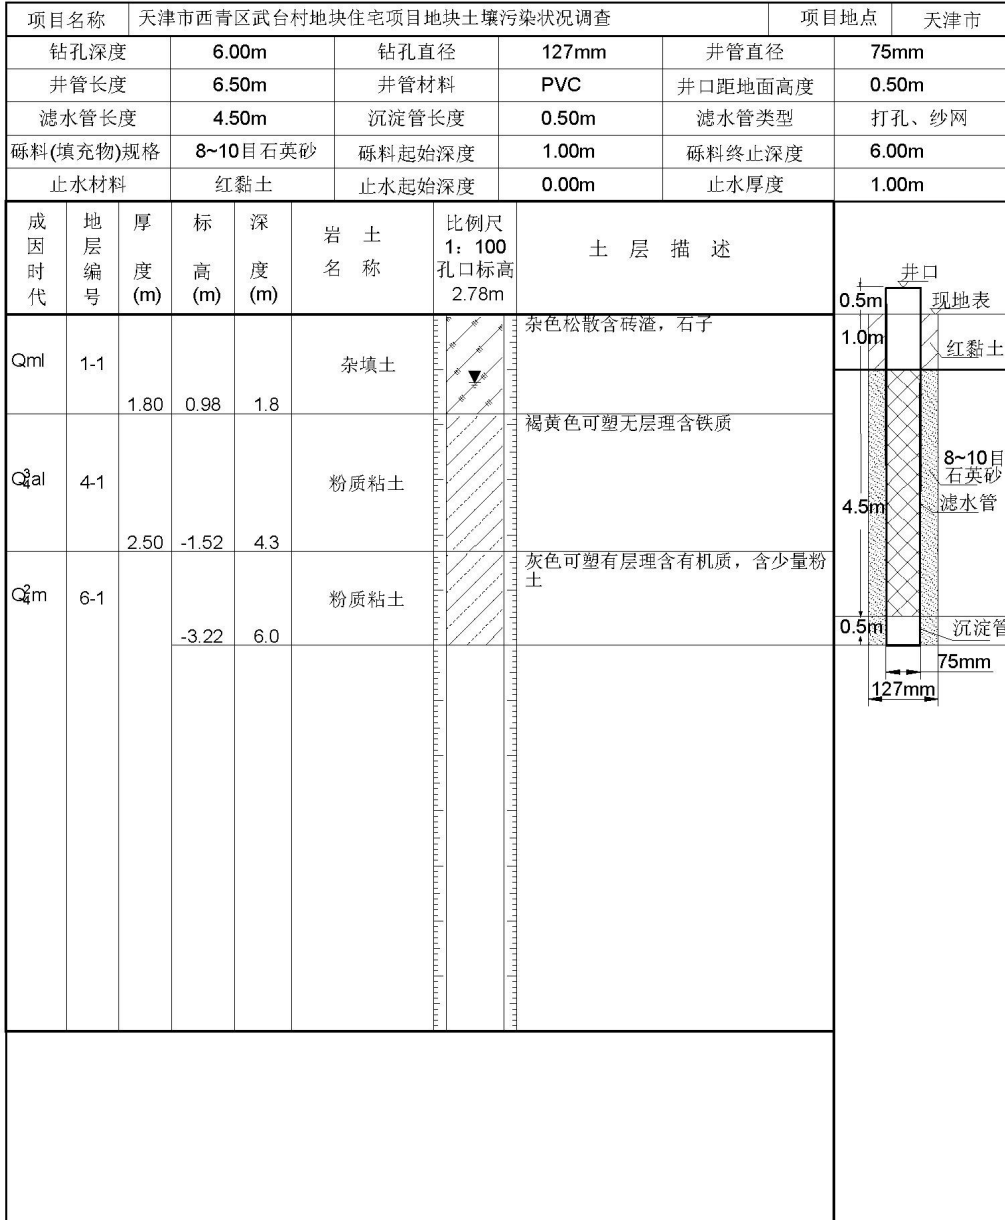 项目名称 天津市西青区武台村地块住宅项目地块土壤污染状况调查 项目地点 天津市
钻孔深度 6.00m 钻孔直径 127mm 井管直径 75mm
井管长度 6.50m 井管材料 PVC 井口距地面高度 0.50m
滤水管长度 4.50m 沉淀管长度 0.50m 滤水管类型 打孔、纱网
砾料(填充物)规格 8~10目石英砂 砾料起始深度 1.00m 砾料终止深度 6.00m
止水材料 红黏土 止水起始深度 0.00m 止水厚度 1.00m
成因时代 地层编号 厚度(m) 标高(m) 深度(m) 岩土名称 比例尺 1：100 孔口标高 2.78m 土层描述
Qml 1-1 1.80 0.98 1.8 杂填土 杂色松散含砖渣，石子
Q₄³al 4-1 2.50 -1.52 4.3 粉质粘土 褐黄色可塑无层理含铁质
Q₄²m 6-1 -3.22 6.0 粉质粘土 灰色可塑有层理含有机质，含少量粉
土
井口
0.5m 现地表
1.0m 红黏土
8~10目
石英砂
4.5m 滤水管
0.5m 沉淀管
75mm
127mm